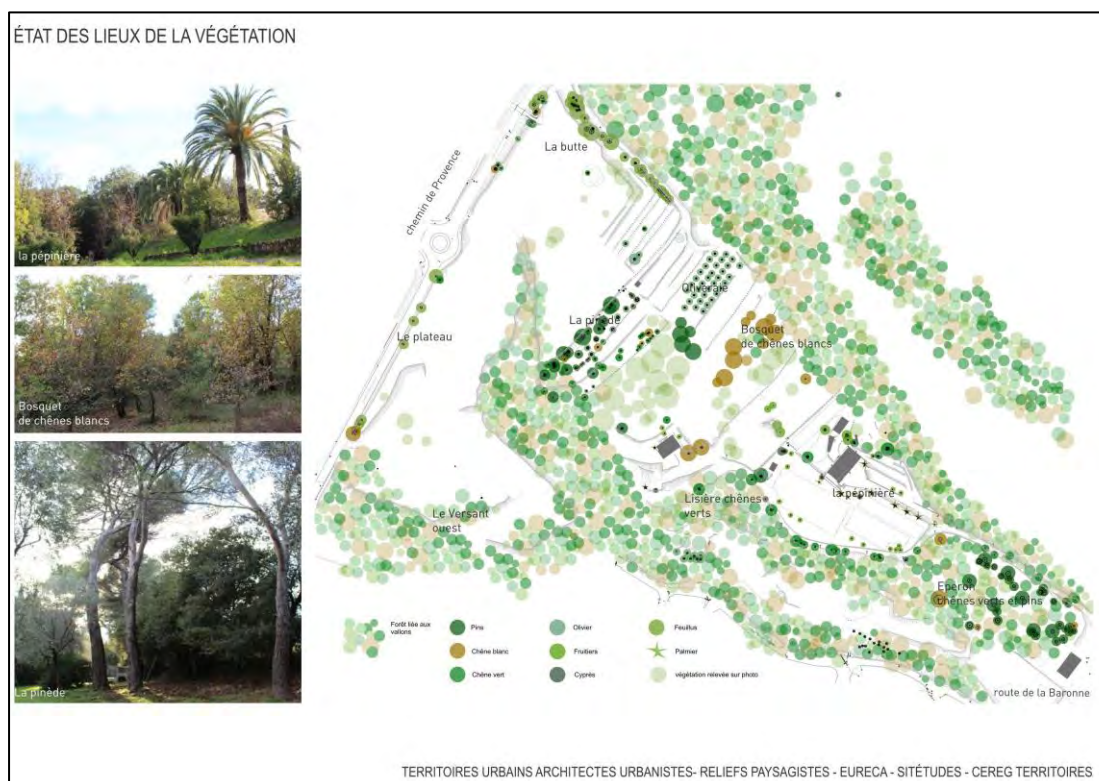 ÉTAT DES LIEUX DE LA VÉGÉTATION
la pépinière
Bosquet
de chênes blancs
La pinède
La butte
chemin de Provence
Oliveraie
La pinède
Le plateau
Bosquet
de chênes blancs
la pépinière
Lisière chênes
verts
Le Versant
ouest
Eperon
chênes verts et pins
route de la Baronne
Forêt liée aux
vallons
Pins
Olivier
Feuillus
Chêne blanc
Fruitiers
Palmier
Chêne vert
Cyprès
végétation relevée sur photo
TERRITOIRES URBAINS ARCHITECTES URBANISTES- RELIEFS PAYSAGISTES - EURECA - SITÉTUDES - CEREG TERRITOIRES